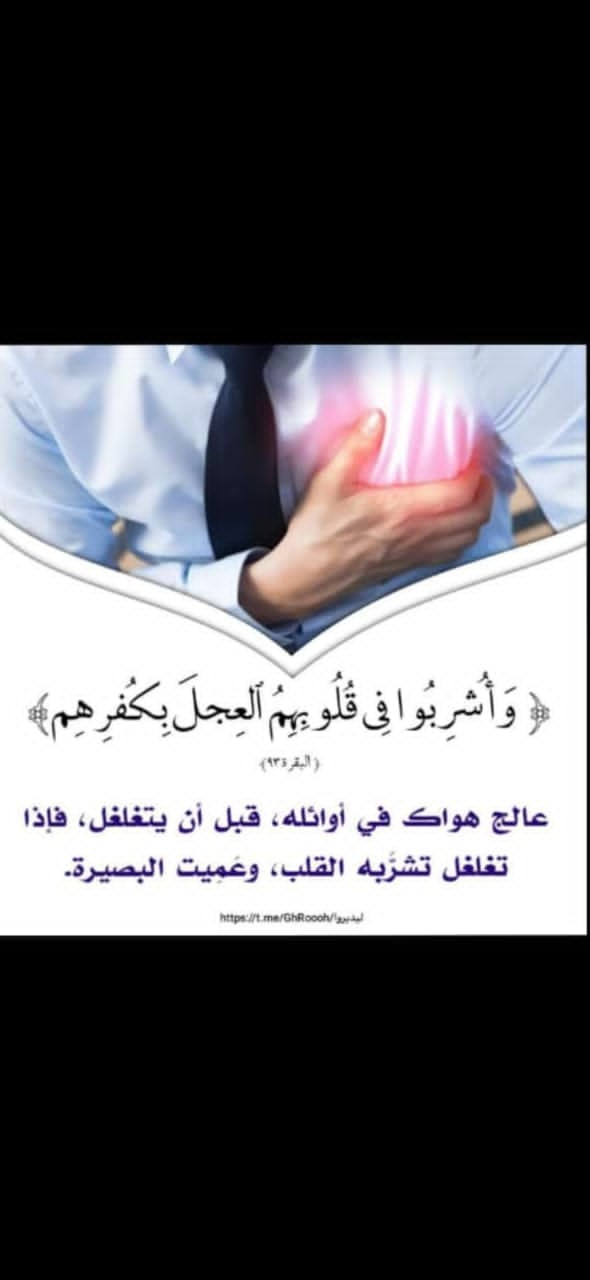 ﴿وَأُشْرِبُوا فِى قُلُوبِهِمُ ٱلْعِجْلَ بِكُفْرِهِمْ﴾
(البقرة ٩٣)
عالج هواك في أوائله، قبل أن يتغلغل، فإذا
تغلغل تشرَّبه القلب، وعَمِيت البصيرة.
https://t.me/GhRoooh/ليدبروا